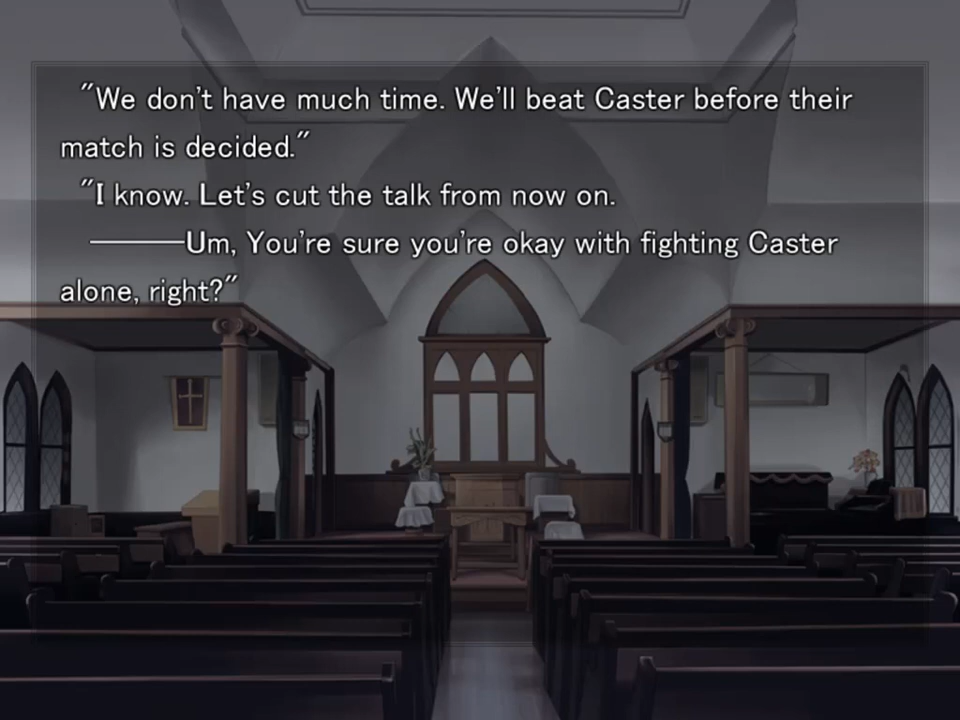 "We don't have much time. We'll beat Caster before their
match is decided."
"I know. Let's cut the talk from now on.
————Um, You're sure you're okay with fighting Caster
alone, right?"